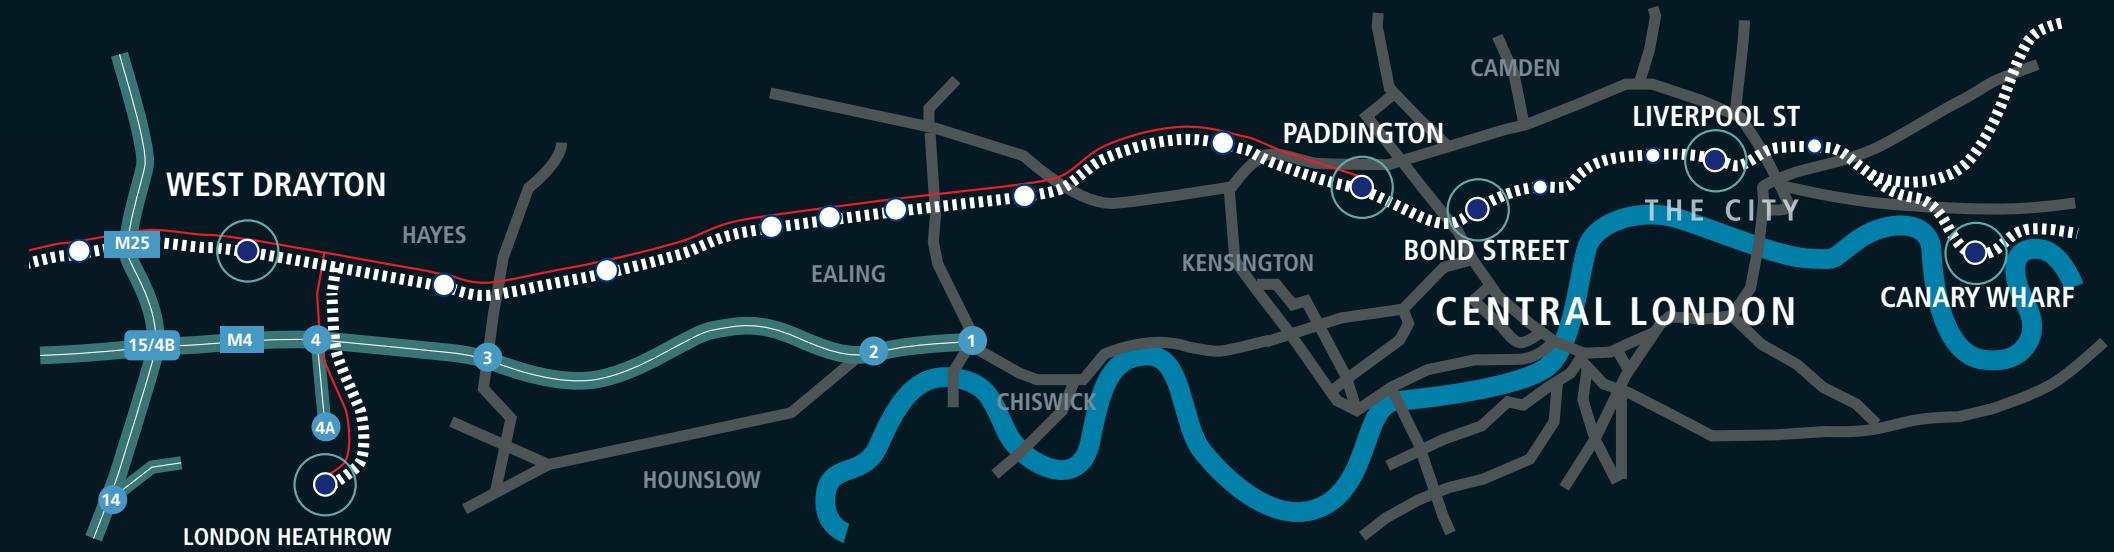 CAMDEN
LIVERPOOL ST
PADDINGTON
WEST DRAYTON
THE CITY
HAYES
M25
BOND STREET
KENSINGTON
EALING
CANARY WHARF
CENTRAL LONDON
15/4B
M4
4
3
2
1
CHISWICK
4A
HOUNSLOW
14
LONDON HEATHROW